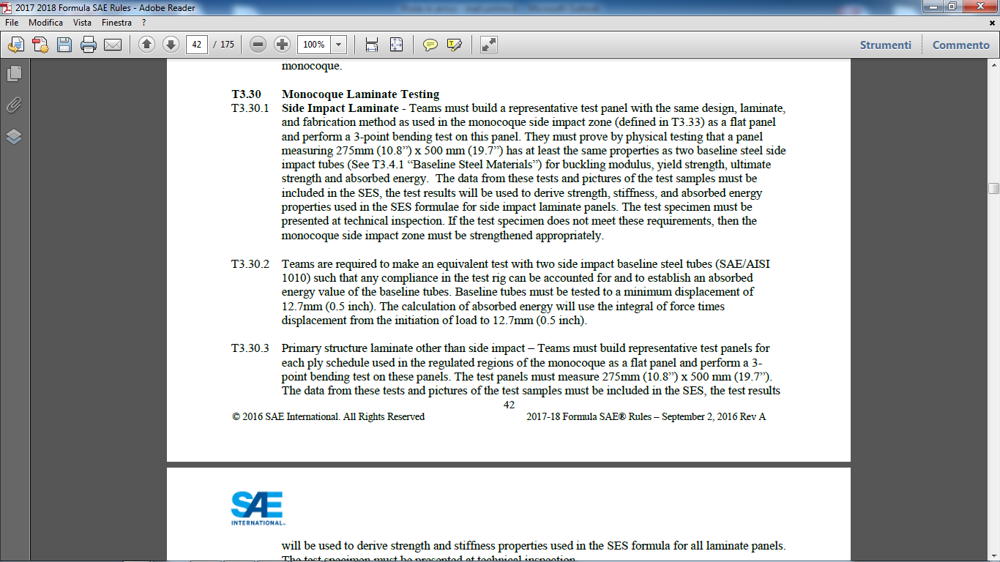 2017 2018 Formula SAE Rules - Adobe Reader
File Modifica Vista Finestra ?
42 / 175 100% Strumenti Commento
monocoque.
T3.30 Monocoque Laminate Testing
T3.30.1 Side Impact Laminate - Teams must build a representative test panel with the same design, laminate,
and fabrication method as used in the monocoque side impact zone (defined in T3.33) as a flat panel
and perform a 3-point bending test on this panel. They must prove by physical testing that a panel
measuring 275mm (10.8”) x 500 mm (19.7”) has at least the same properties as two baseline steel side
impact tubes (See T3.4.1 “Baseline Steel Materials”) for buckling modulus, yield strength, ultimate
strength and absorbed energy. The data from these tests and pictures of the test samples must be
included in the SES, the test results will be used to derive strength, stiffness, and absorbed energy
properties used in the SES formulae for side impact laminate panels. The test specimen must be
presented at technical inspection. If the test specimen does not meet these requirements, then the
monocoque side impact zone must be strengthened appropriately.
T3.30.2 Teams are required to make an equivalent test with two side impact baseline steel tubes (SAE/AISI
1010) such that any compliance in the test rig can be accounted for and to establish an absorbed
energy value of the baseline tubes. Baseline tubes must be tested to a minimum displacement of
12.7mm (0.5 inch). The calculation of absorbed energy will use the integral of force times
displacement from the initiation of load to 12.7mm (0.5 inch).
T3.30.3 Primary structure laminate other than side impact – Teams must build representative test panels for
each ply schedule used in the regulated regions of the monocoque as a flat panel and perform a 3-
point bending test on these panels. The test panels must measure 275mm (10.8”) x 500 mm (19.7”).
The data from these tests and pictures of the test samples must be included in the SES, the test results
42
© 2016 SAE International. All Rights Reserved 2017-18 Formula SAE® Rules – September 2, 2016 Rev A
SAE
INTERNATIONAL.
will be used to derive strength and stiffness properties used in the SES formula for all laminate panels.
The test specimen must be presented at technical inspection.